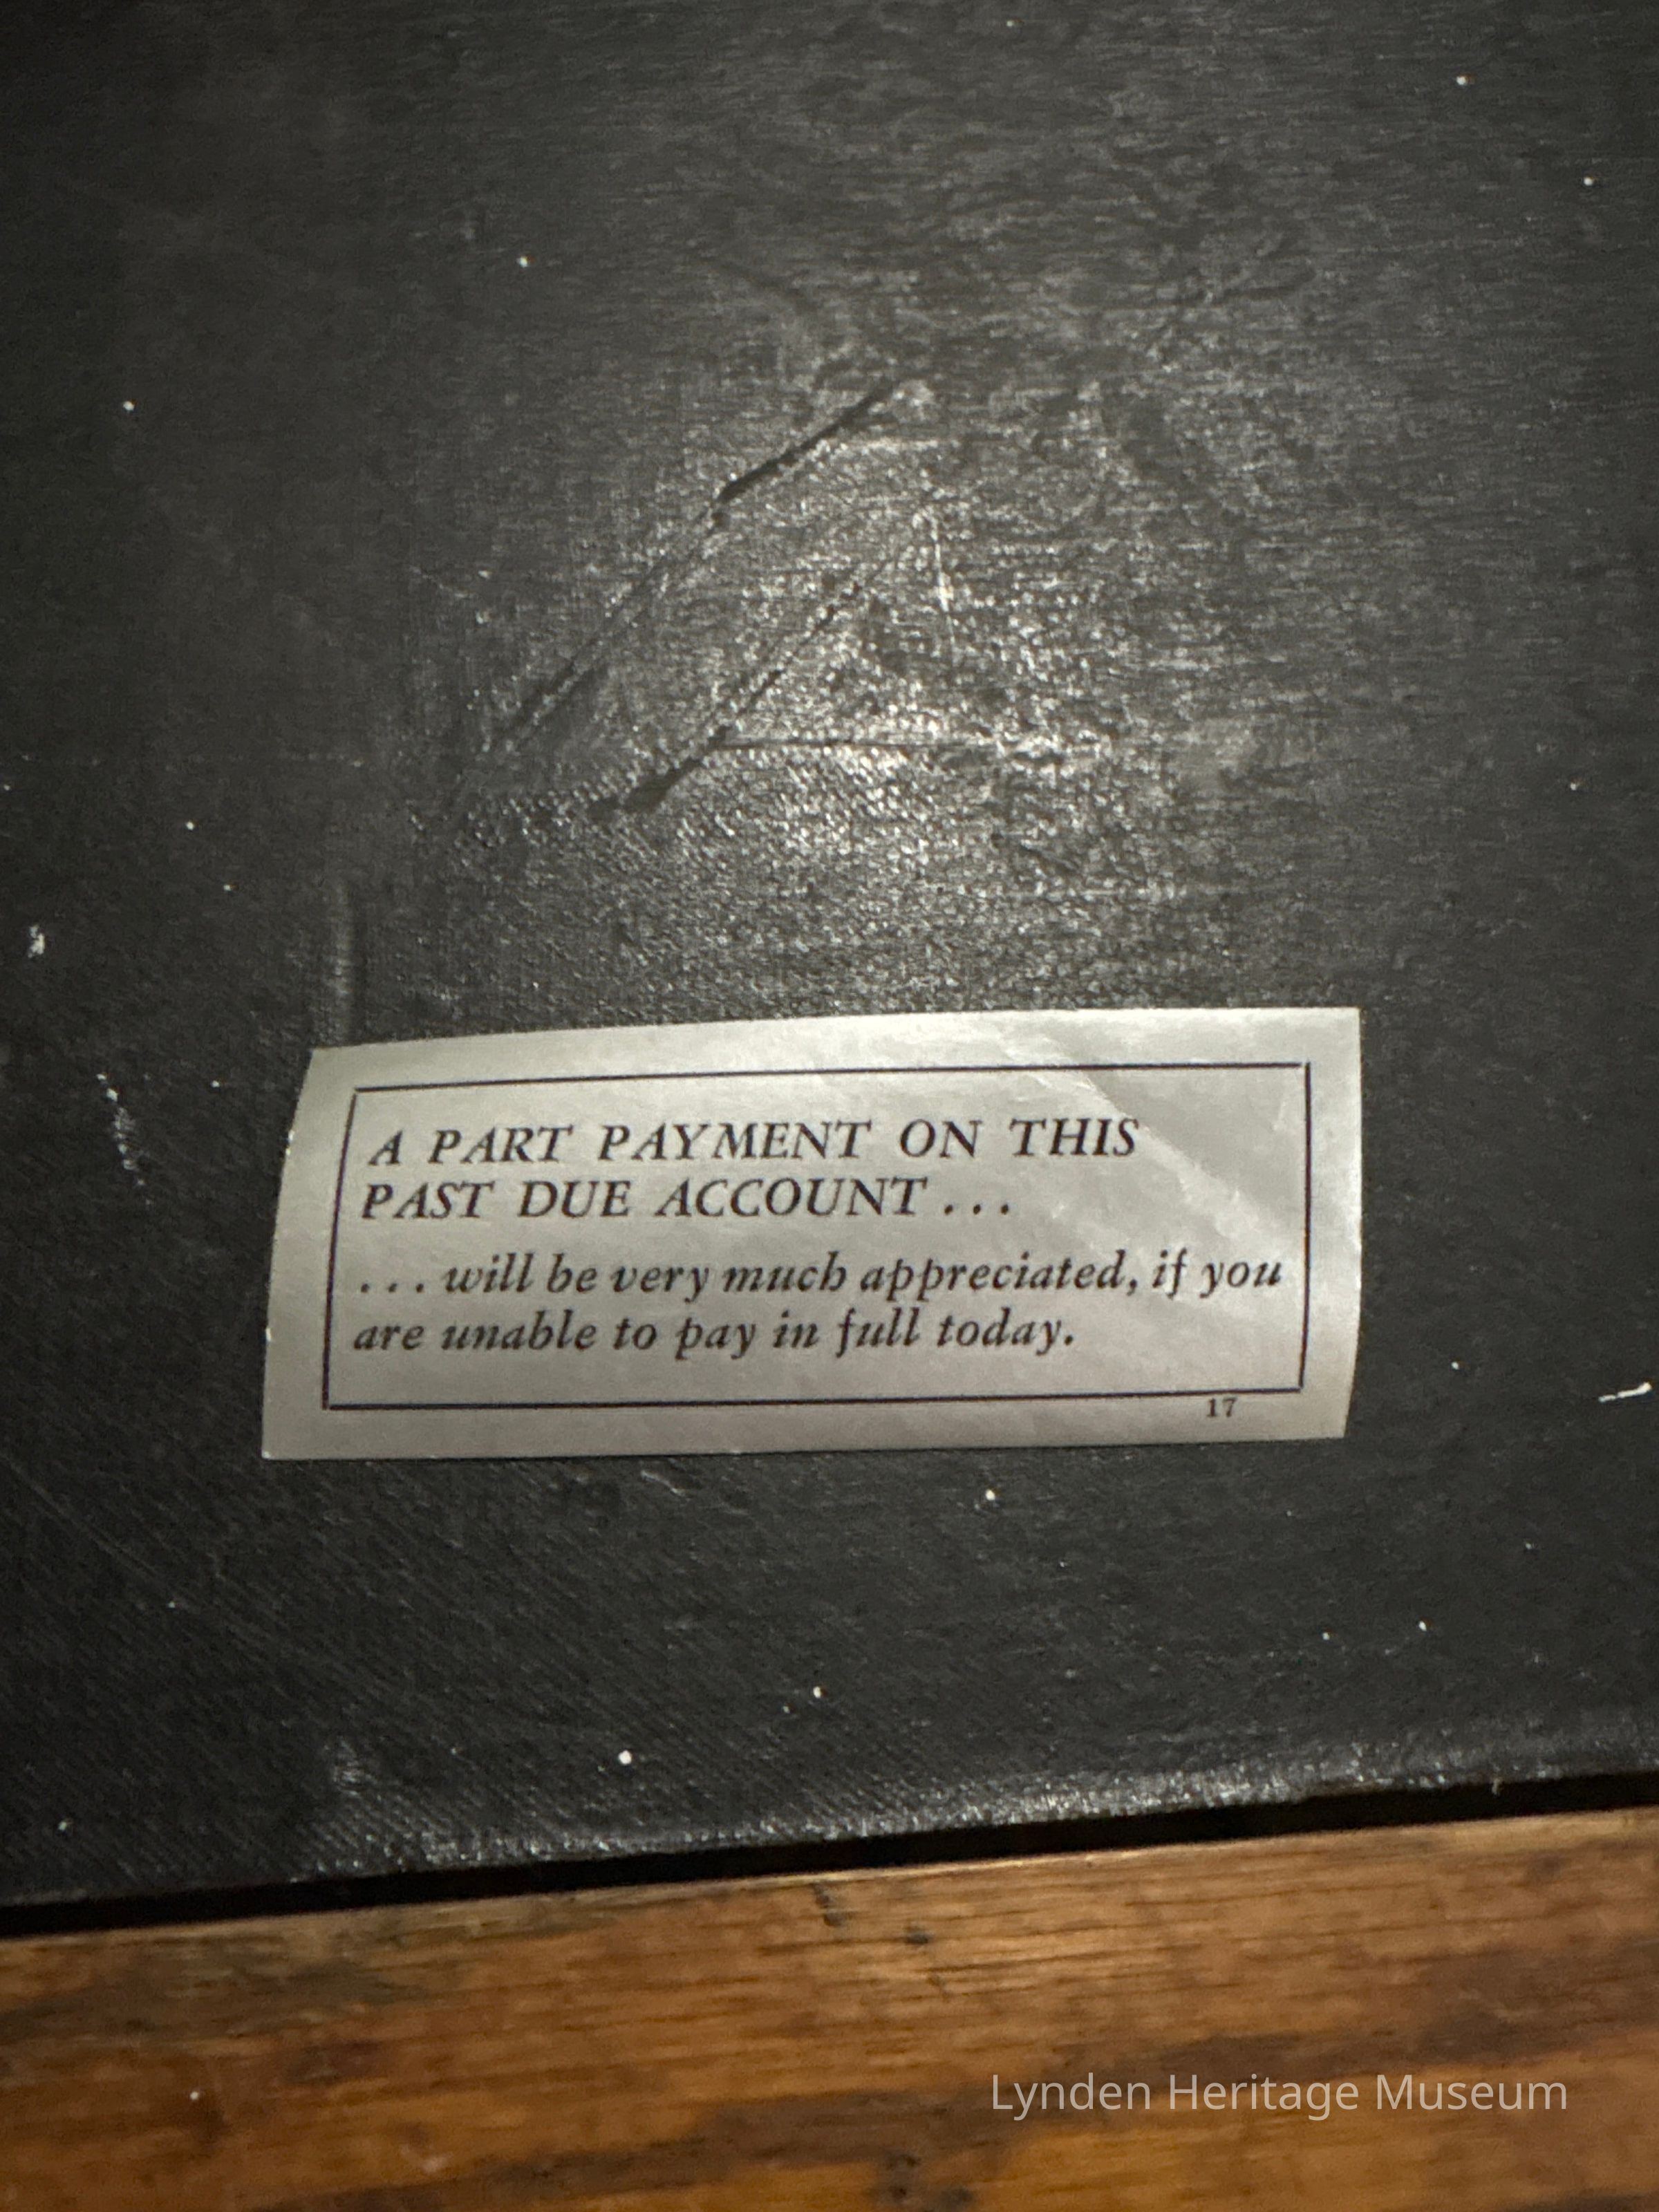 A PART PAYMENT ON THIS
PAST DUE ACCOUNT...
...will be very much appreciated, if you
are unable to pay in full today.
17
Lynden Heritage Museum